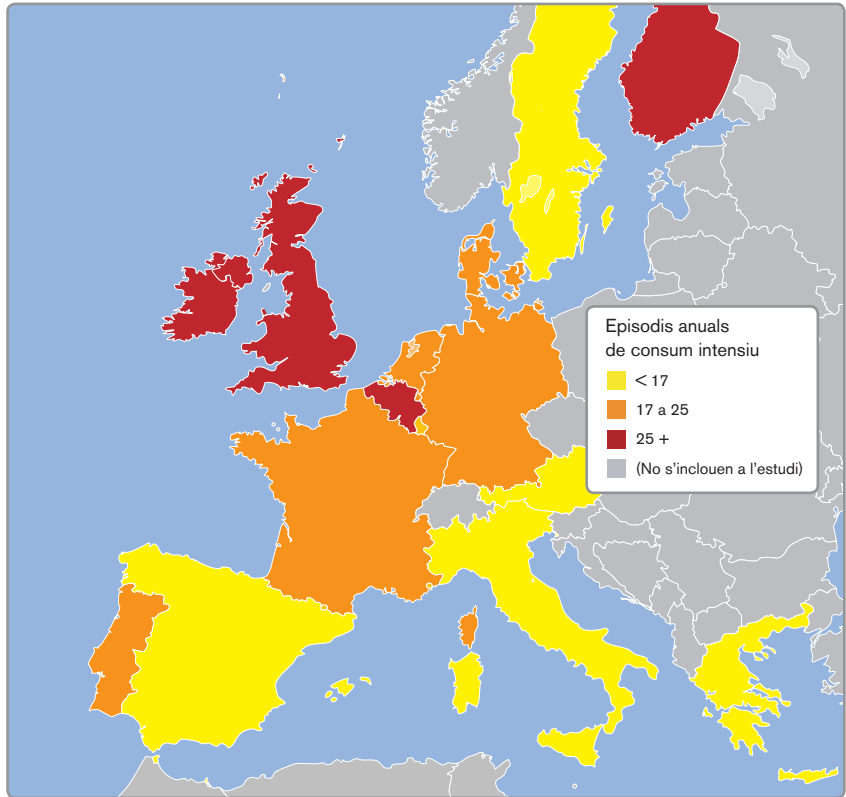 Episodis anuals
de consum intensiu
< 17
17 a 25
25 +
(No s'inclouen a l'estudi)